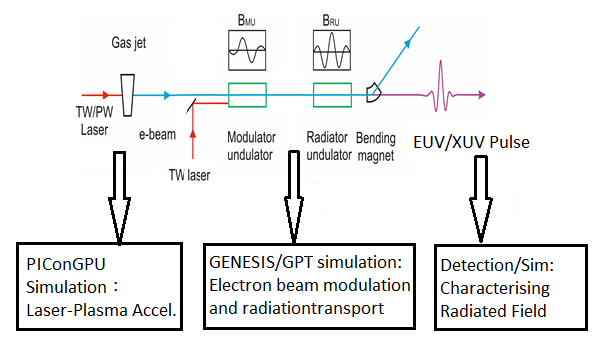 BMU
BRU
Gas jet
TW/PW
Laser
e-beam
TW laser
Modulator
undulator
Radiator
undulator
Bending
magnet
EUV/XUV Pulse
PIConGPU
Simulation：
Laser-Plasma Accel.
GENESIS/GPT simulation:
Electron beam modulation
and radiationtransport
Detection/Sim:
Characterising
Radiated Field